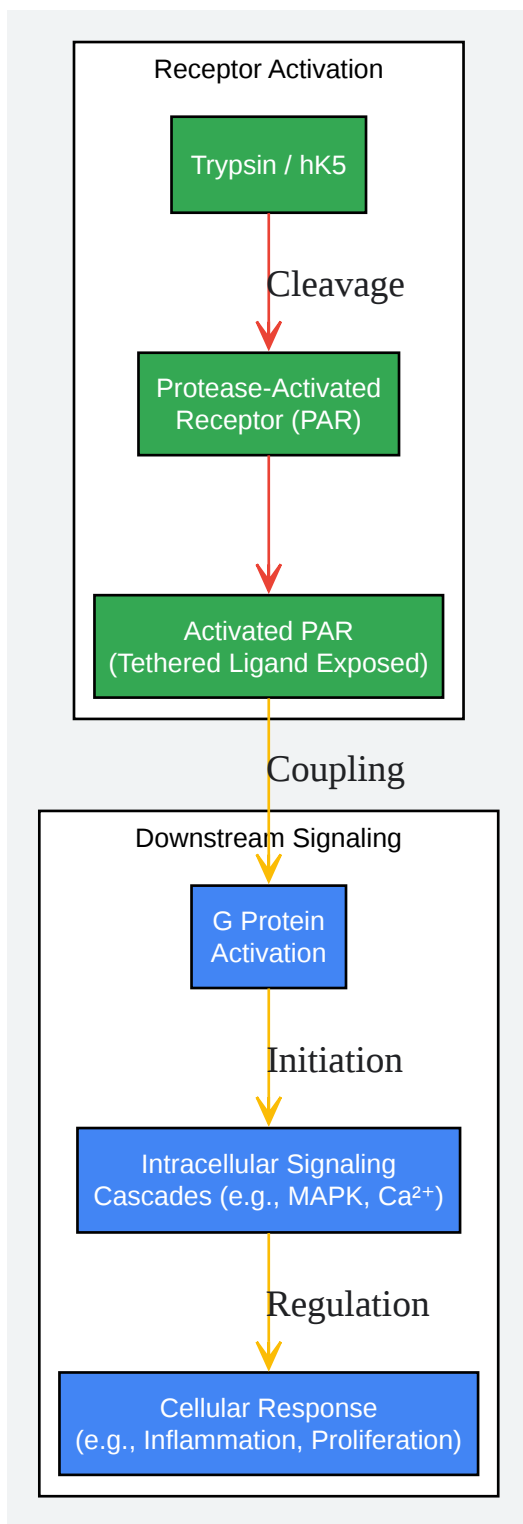 Receptor Activation
Trypsin / hK5
Cleavage
Protease-Activated
Receptor (PAR)
Activated PAR
(Tethered Ligand Exposed)
Coupling
Downstream Signaling
G Protein
Activation
Initiation
Intracellular Signaling
Cascades (e.g., MAPK, Ca²⁺)
Regulation
Cellular Response
(e.g., Inflammation, Proliferation)